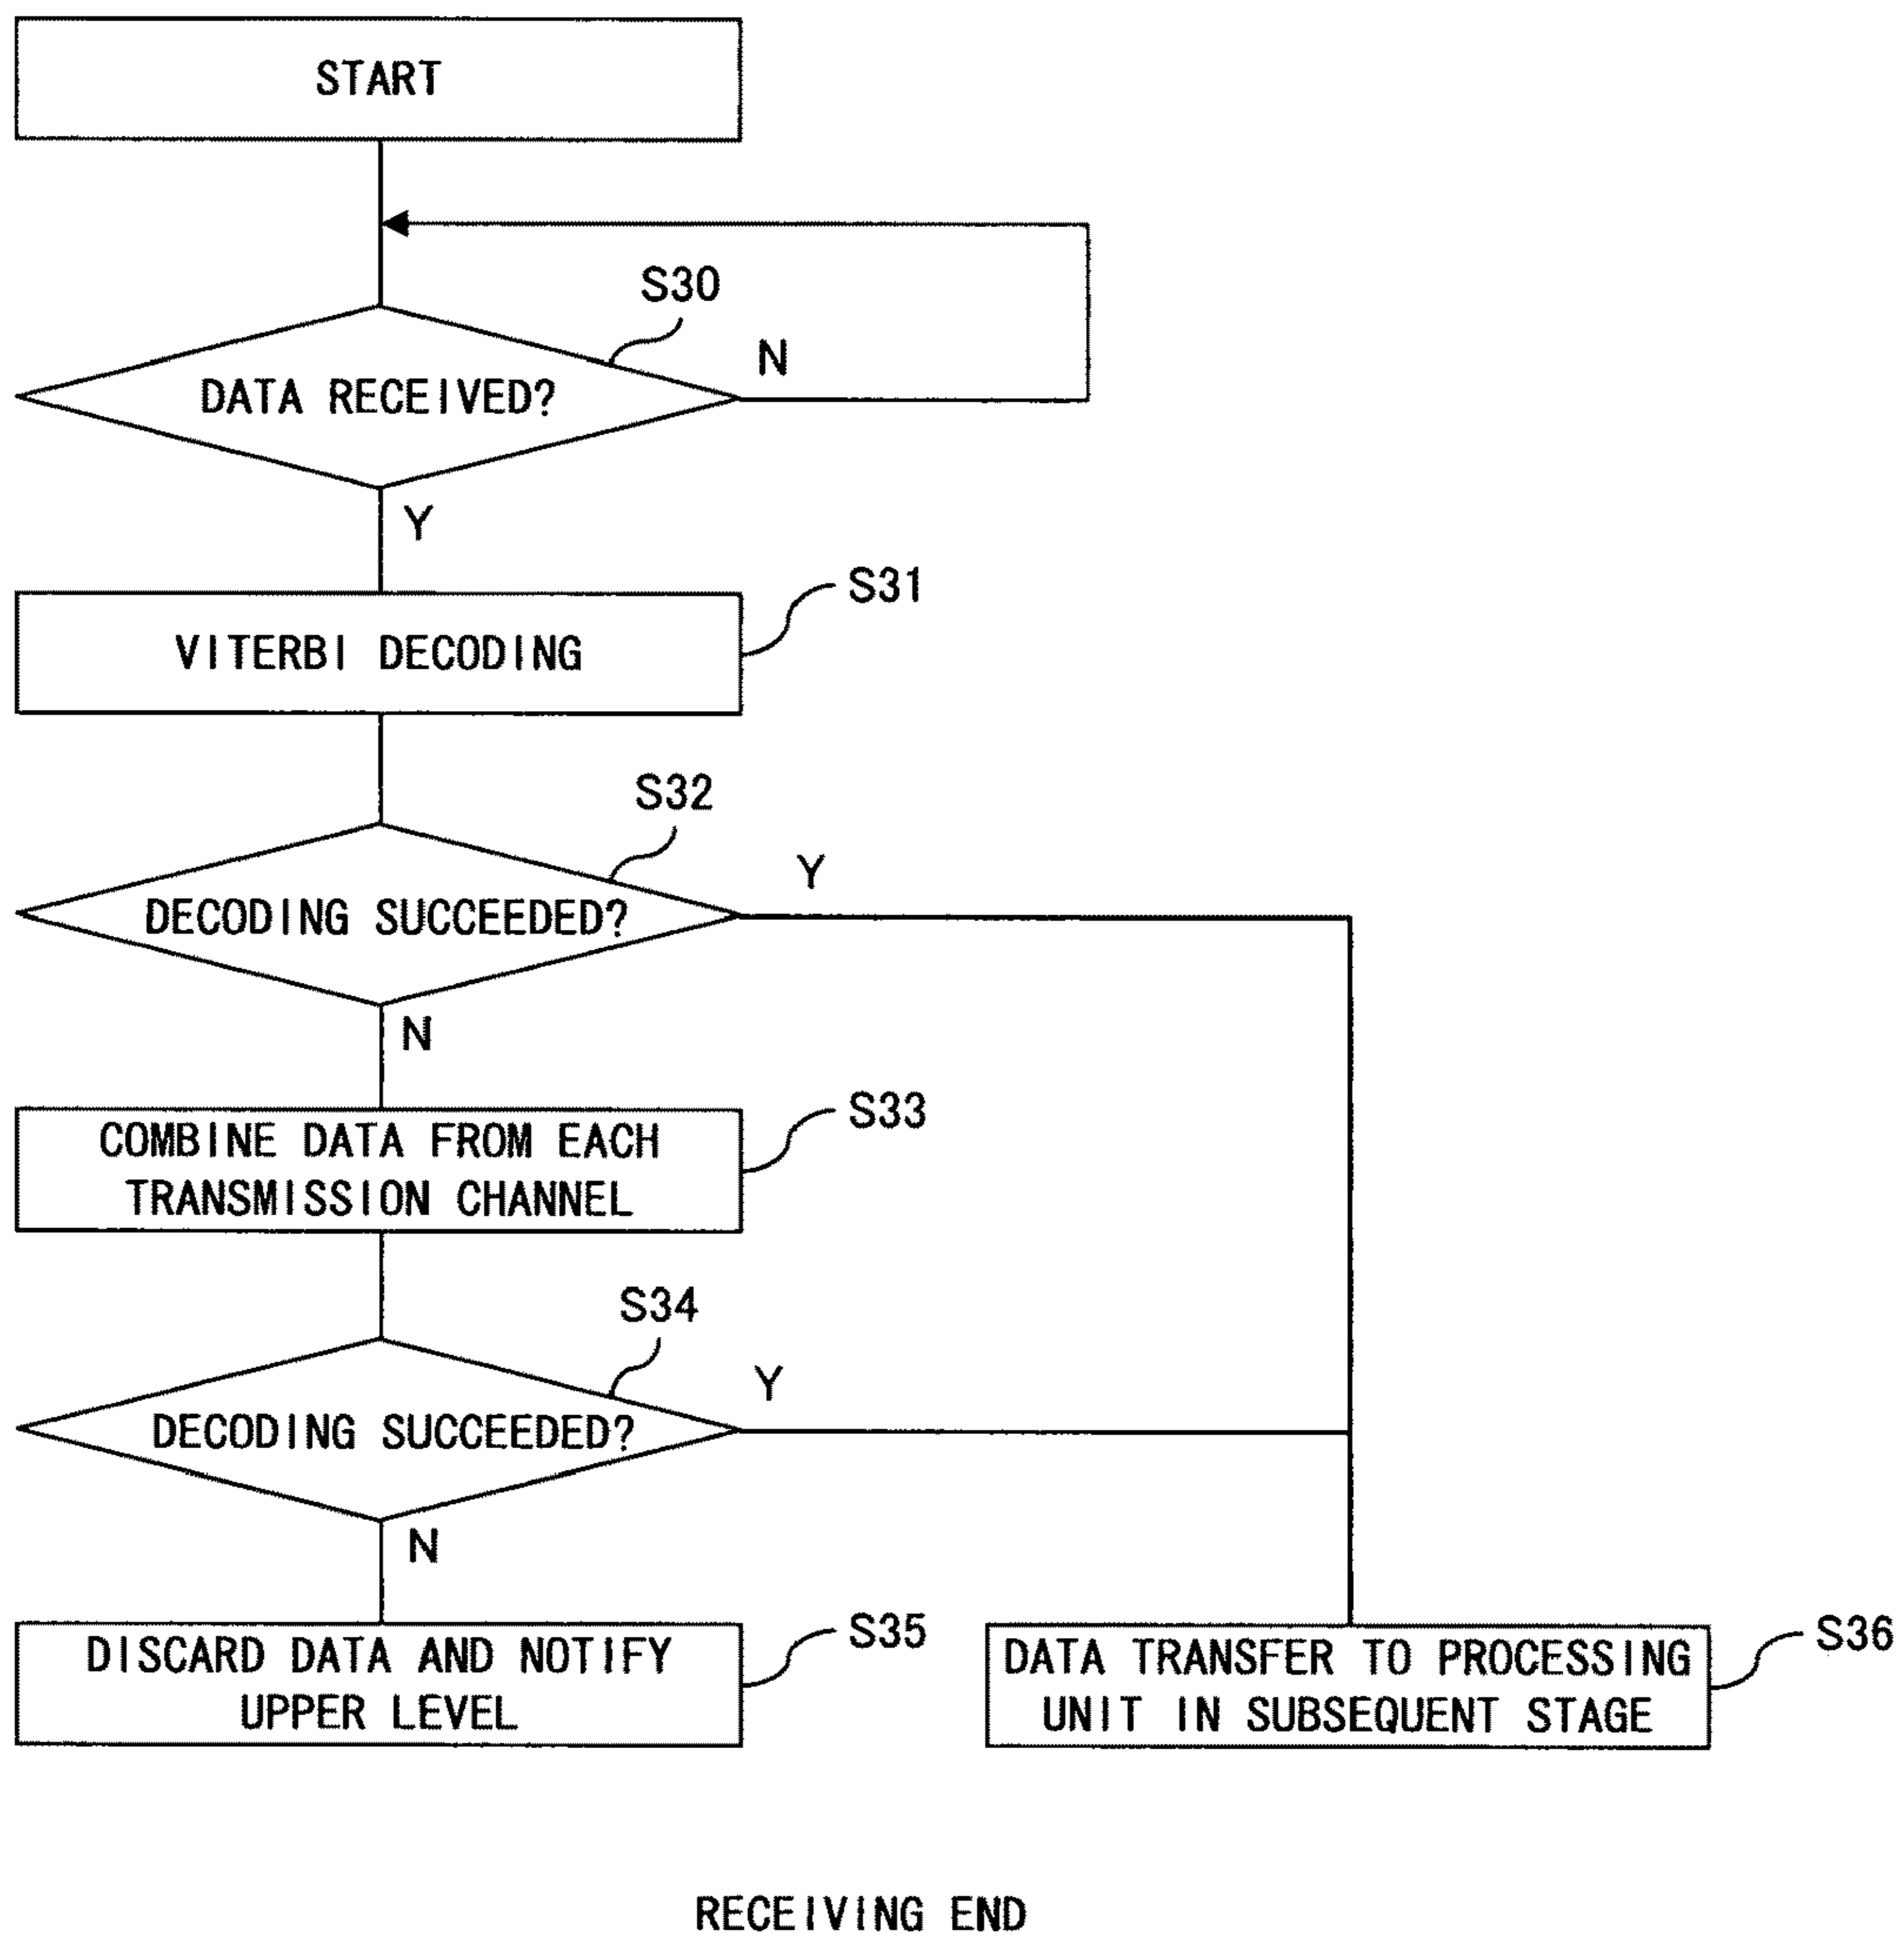 START
S30
DATA RECEIVED?
N
Y
S31
VITERBI DECODING
S32
Y
DECODING SUCCEEDED?
N
S33
COMBINE DATA FROM EACH
TRANSMISSION CHANNEL
S34
Y
DECODING SUCCEEDED?
N
S35
DISCARD DATA AND NOTIFY
UPPER LEVEL
S36
DATA TRANSFER TO PROCESSING
UNIT IN SUBSEQUENT STAGE
RECEIVING END